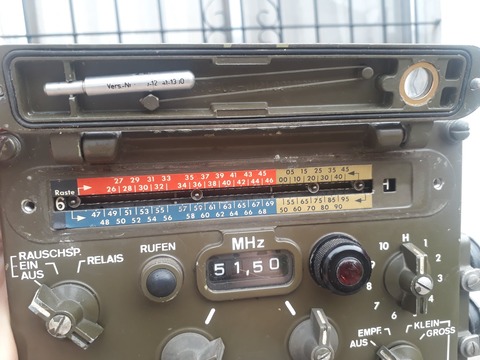 Vers.-Nr.
27 29 31 33 35 37 39 41 43 45
05 15 25 35 45
26|28|30|32| 34|36|38|40|42|44|46
00|10|20|30|40|
Raste
6
1
47|49|51|53|55 57|59|61|63|65|67|69
|55|65|75|85|95
48 50 52 54 56 58 60 62 64 66 68
50 60 70 80 90
RAUSCHSP.
EIN
AUS
RELAIS
RUFEN
MHz
51,50
10 H 1
2
8
6 4
EMPF.
AUS
KLEIN
GROSS